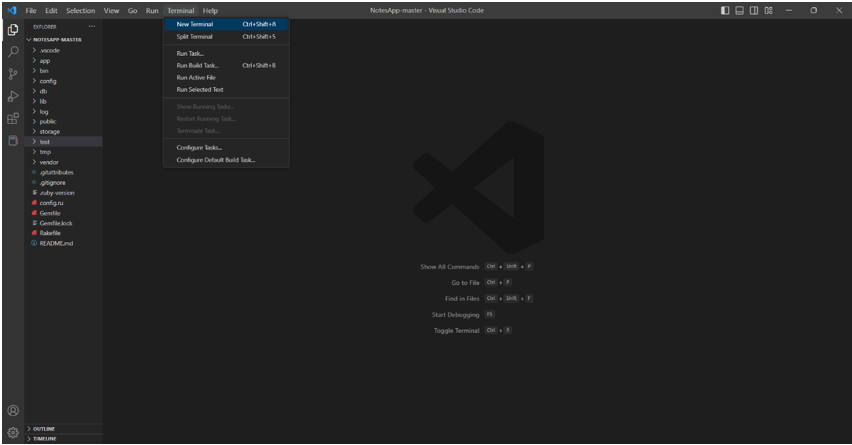 File Edit Selection View Go Run Terminal Help
NotesApp-master - Visual Studio Code
EXPLORER ...
NOTESAPP-MASTER
.vscode
app
bin
config
db
lib
log
public
storage
test
tmp
vendor
.gitattributes
.gitignore
.ruby-version
config.ru
Gemfile
Gemfile.lock
Rakefile
README.md
OUTLINE
TIMELINE
New Terminal Ctrl+Shift+ñ
Split Terminal Ctrl+Shift+5
Run Task...
Run Build Task... Ctrl+Shift+B
Run Active File
Run Selected Text
Show Running Tasks...
Restart Running Task...
Terminate Task...
Configure Tasks...
Configure Default Build Task...
Show All Commands Ctrl + Shift + P
Go to File Ctrl + P
Find in Files Ctrl + Shift + F
Start Debugging F5
Toggle Terminal Ctrl + ñ